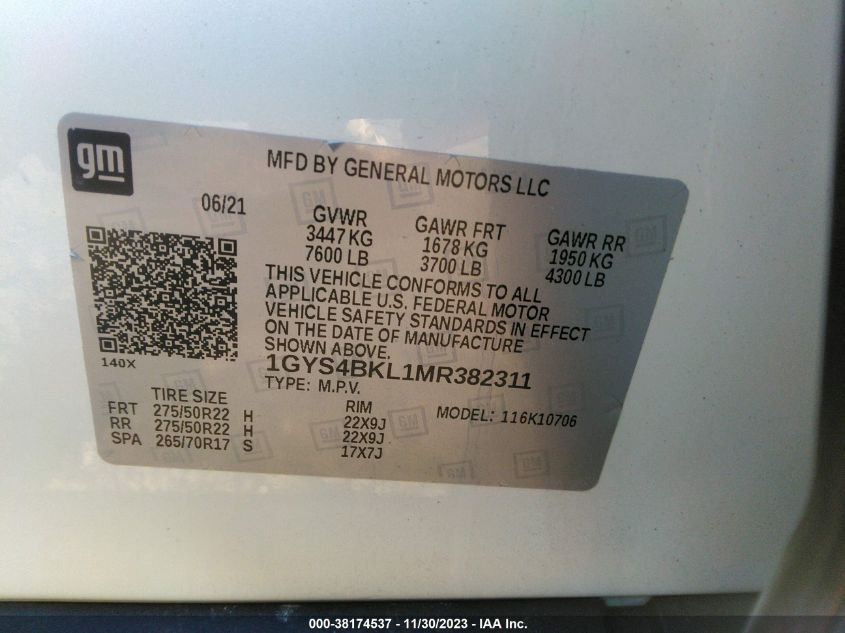 gm
MFD BY GENERAL MOTORS LLC
06/21
GVWR GAWR FRT GAWR RR
3447 KG 1678 KG 1950 KG
7600 LB 3700 LB 4300 LB
THIS VEHICLE CONFORMS TO ALL
APPLICABLE U.S. FEDERAL MOTOR
VEHICLE SAFETY STANDARDS IN EFFECT
ON THE DATE OF MANUFACTURE
SHOWN ABOVE.
140X
1GYS4BKL1MR382311
TYPE: M.P.V.
TIRE SIZE RIM MODEL: 116K10706
FRT 275/50R22 H 22X9J
RR 275/50R22 H 22X9J
SPA 265/70R17 S 17X7J
000-38174537 - 11/30/2023 - IAA Inc.